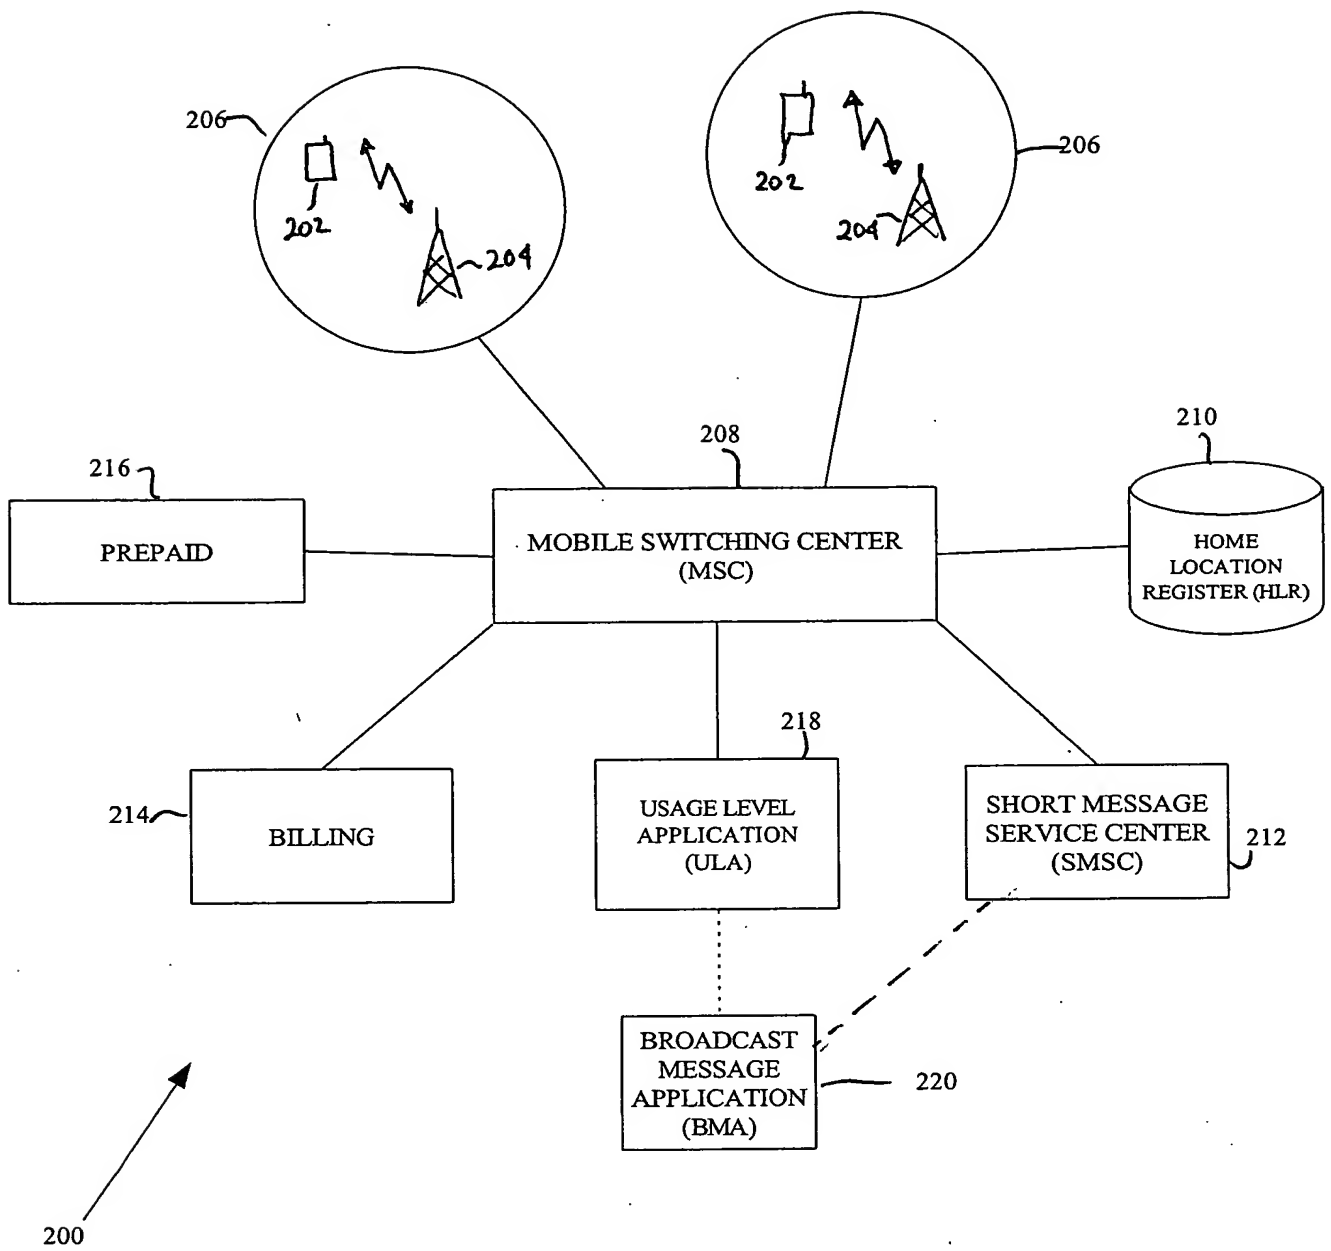 206
202
204
206
202
204
208
210
216
PREPAID
MOBILE SWITCHING CENTER
(MSC)
HOME
LOCATION
REGISTER (HLR)
218
214
BILLING
USAGE LEVEL
APPLICATION
(ULA)
SHORT MESSAGE
SERVICE CENTER
(SMSC)
212
BROADCAST
MESSAGE
APPLICATION
(BMA)
220
200